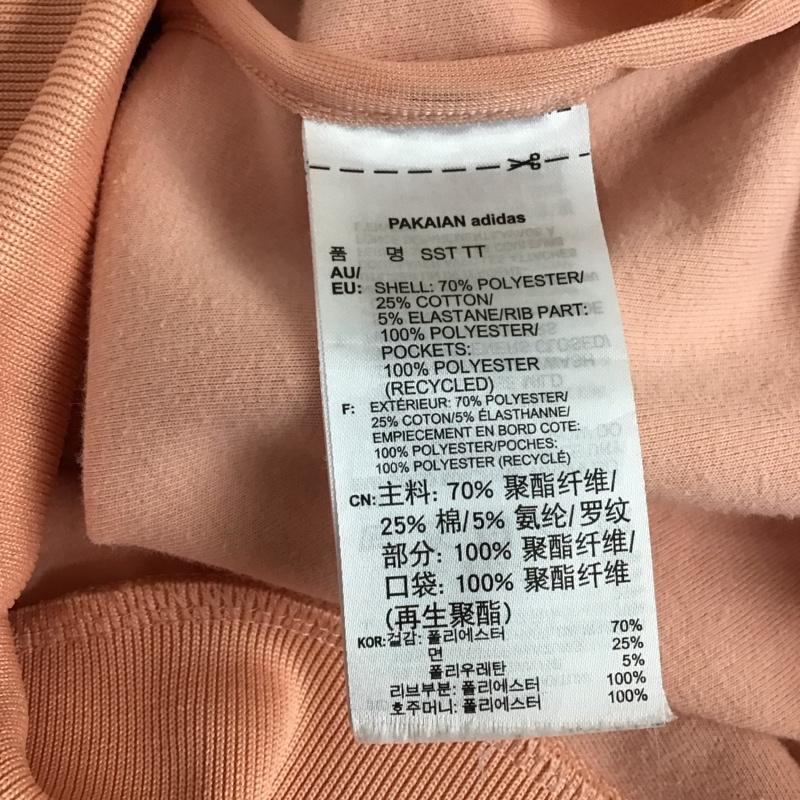 PAKAIAN adidas
품 명 SST TT
AU/
EU: SHELL: 70% POLYESTER/
25% COTTON/
5% ELASTANE/RIB PART:
100% POLYESTER/
POCKETS:
100% POLYESTER
(RECYCLED)
F: EXTÉRIEUR: 70% POLYESTER/
25% COTON/5% ÉLASTHANNE/
EMPIECEMENT EN BORD COTE:
100% POLYESTER/POCHES:
100% POLYESTER (RECYCLÉ)
CN: 主料: 70% 聚酯纤维/
25% 棉/5% 氨纶/罗纹
部分: 100% 聚酯纤维/
口袋: 100% 聚酯纤维
(再生聚酯)
KOR: 겉감: 폴리에스터 70%
면 25%
폴리우레탄 5%
리브부분: 폴리에스터 100%
호주머니: 폴리에스터 100%